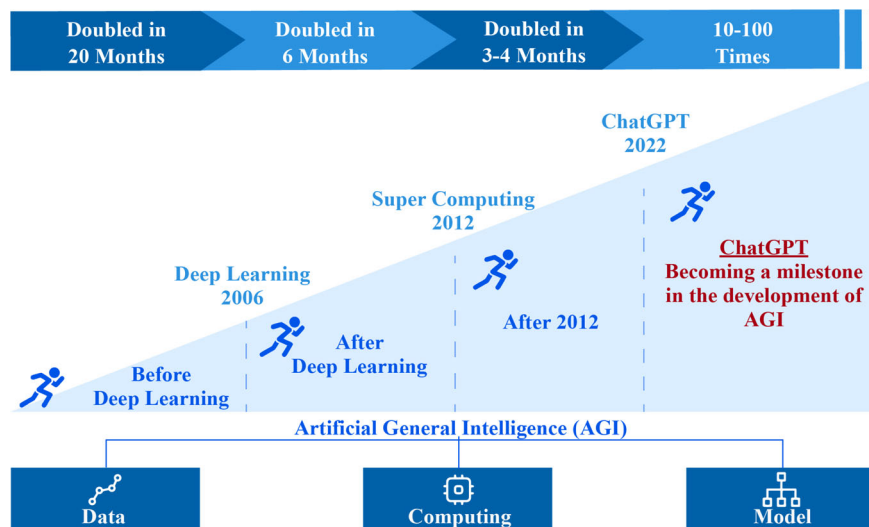 Doubled in
20 Months
Doubled in
6 Months
Doubled in
3-4 Months
10-100
Times
ChatGPT
2022
Super Computing
2012
Deep Learning
2006
ChatGPT
Becoming a milestone
in the development of
AGI
After 2012
After
Deep Learning
Before
Deep Learning
Artificial General Intelligence (AGI)
Data
Computing
Model